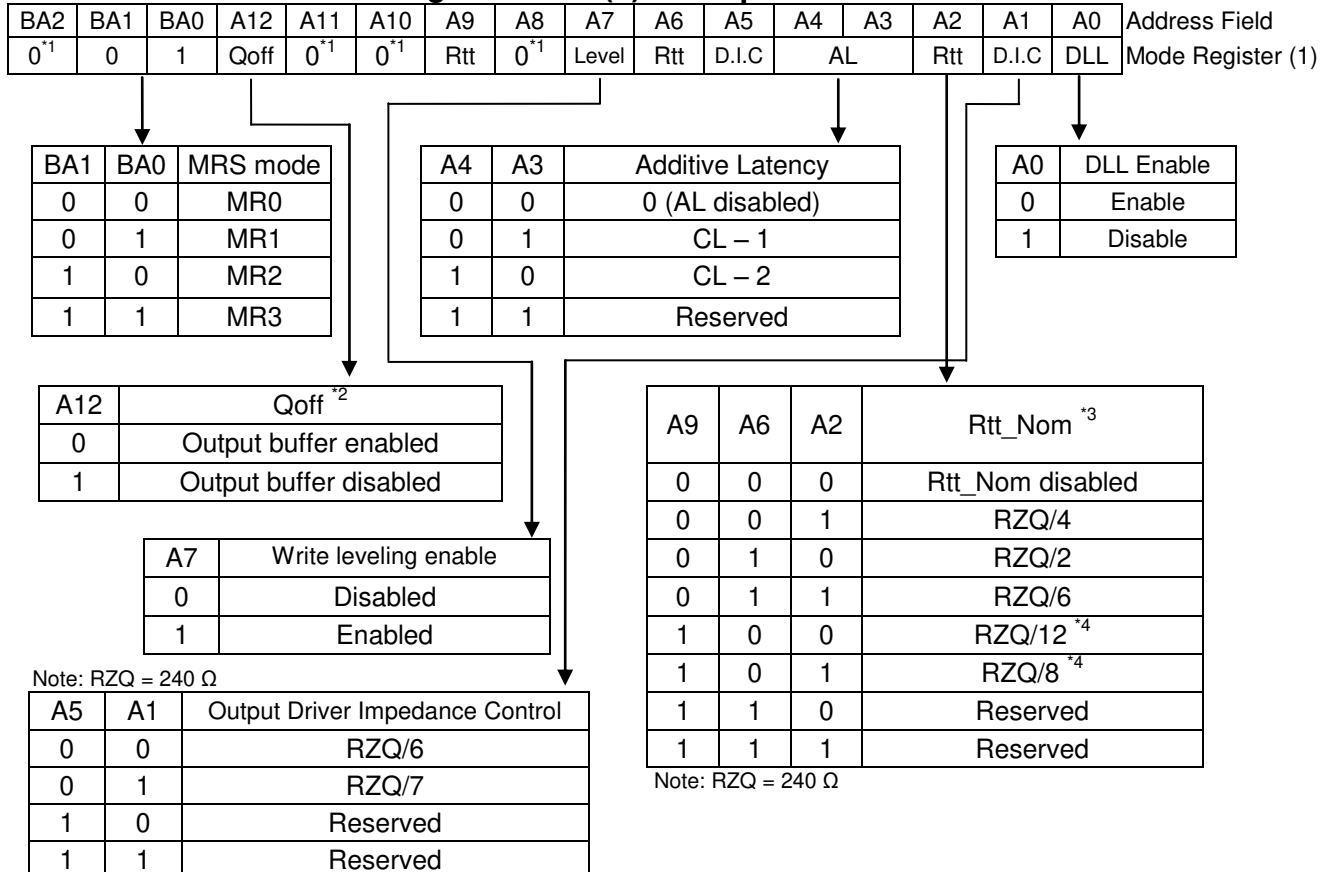 BA2 BA1 BA0 A12 A11 A10 A9 A8 A7 A6 A5 A4 A3 A2 A1 A0 Address Field
0*1 0 1 Qoff 0*1 0*1 Rtt 0*1 Level Rtt D.I.C AL Rtt D.I.C DLL Mode Register (1)
BA1 BA0 MRS mode
0 0 MR0
0 1 MR1
1 0 MR2
1 1 MR3
A4 A3 Additive Latency
0 0 0 (AL disabled)
0 1 CL – 1
1 0 CL – 2
1 1 Reserved
A0 DLL Enable
0 Enable
1 Disable
A12 Qoff *2
0 Output buffer enabled
1 Output buffer disabled
A9 A6 A2 Rtt_Nom *3
0 0 0 Rtt_Nom disabled
0 0 1 RZQ/4
0 1 0 RZQ/2
0 1 1 RZQ/6
1 0 0 RZQ/12 *4
1 0 1 RZQ/8 *4
1 1 0 Reserved
1 1 1 Reserved
Note: RZQ = 240 Ω
A7 Write leveling enable
0 Disabled
1 Enabled
Note: RZQ = 240 Ω
A5 A1 Output Driver Impedance Control
0 0 RZQ/6
0 1 RZQ/7
1 0 Reserved
1 1 Reserved